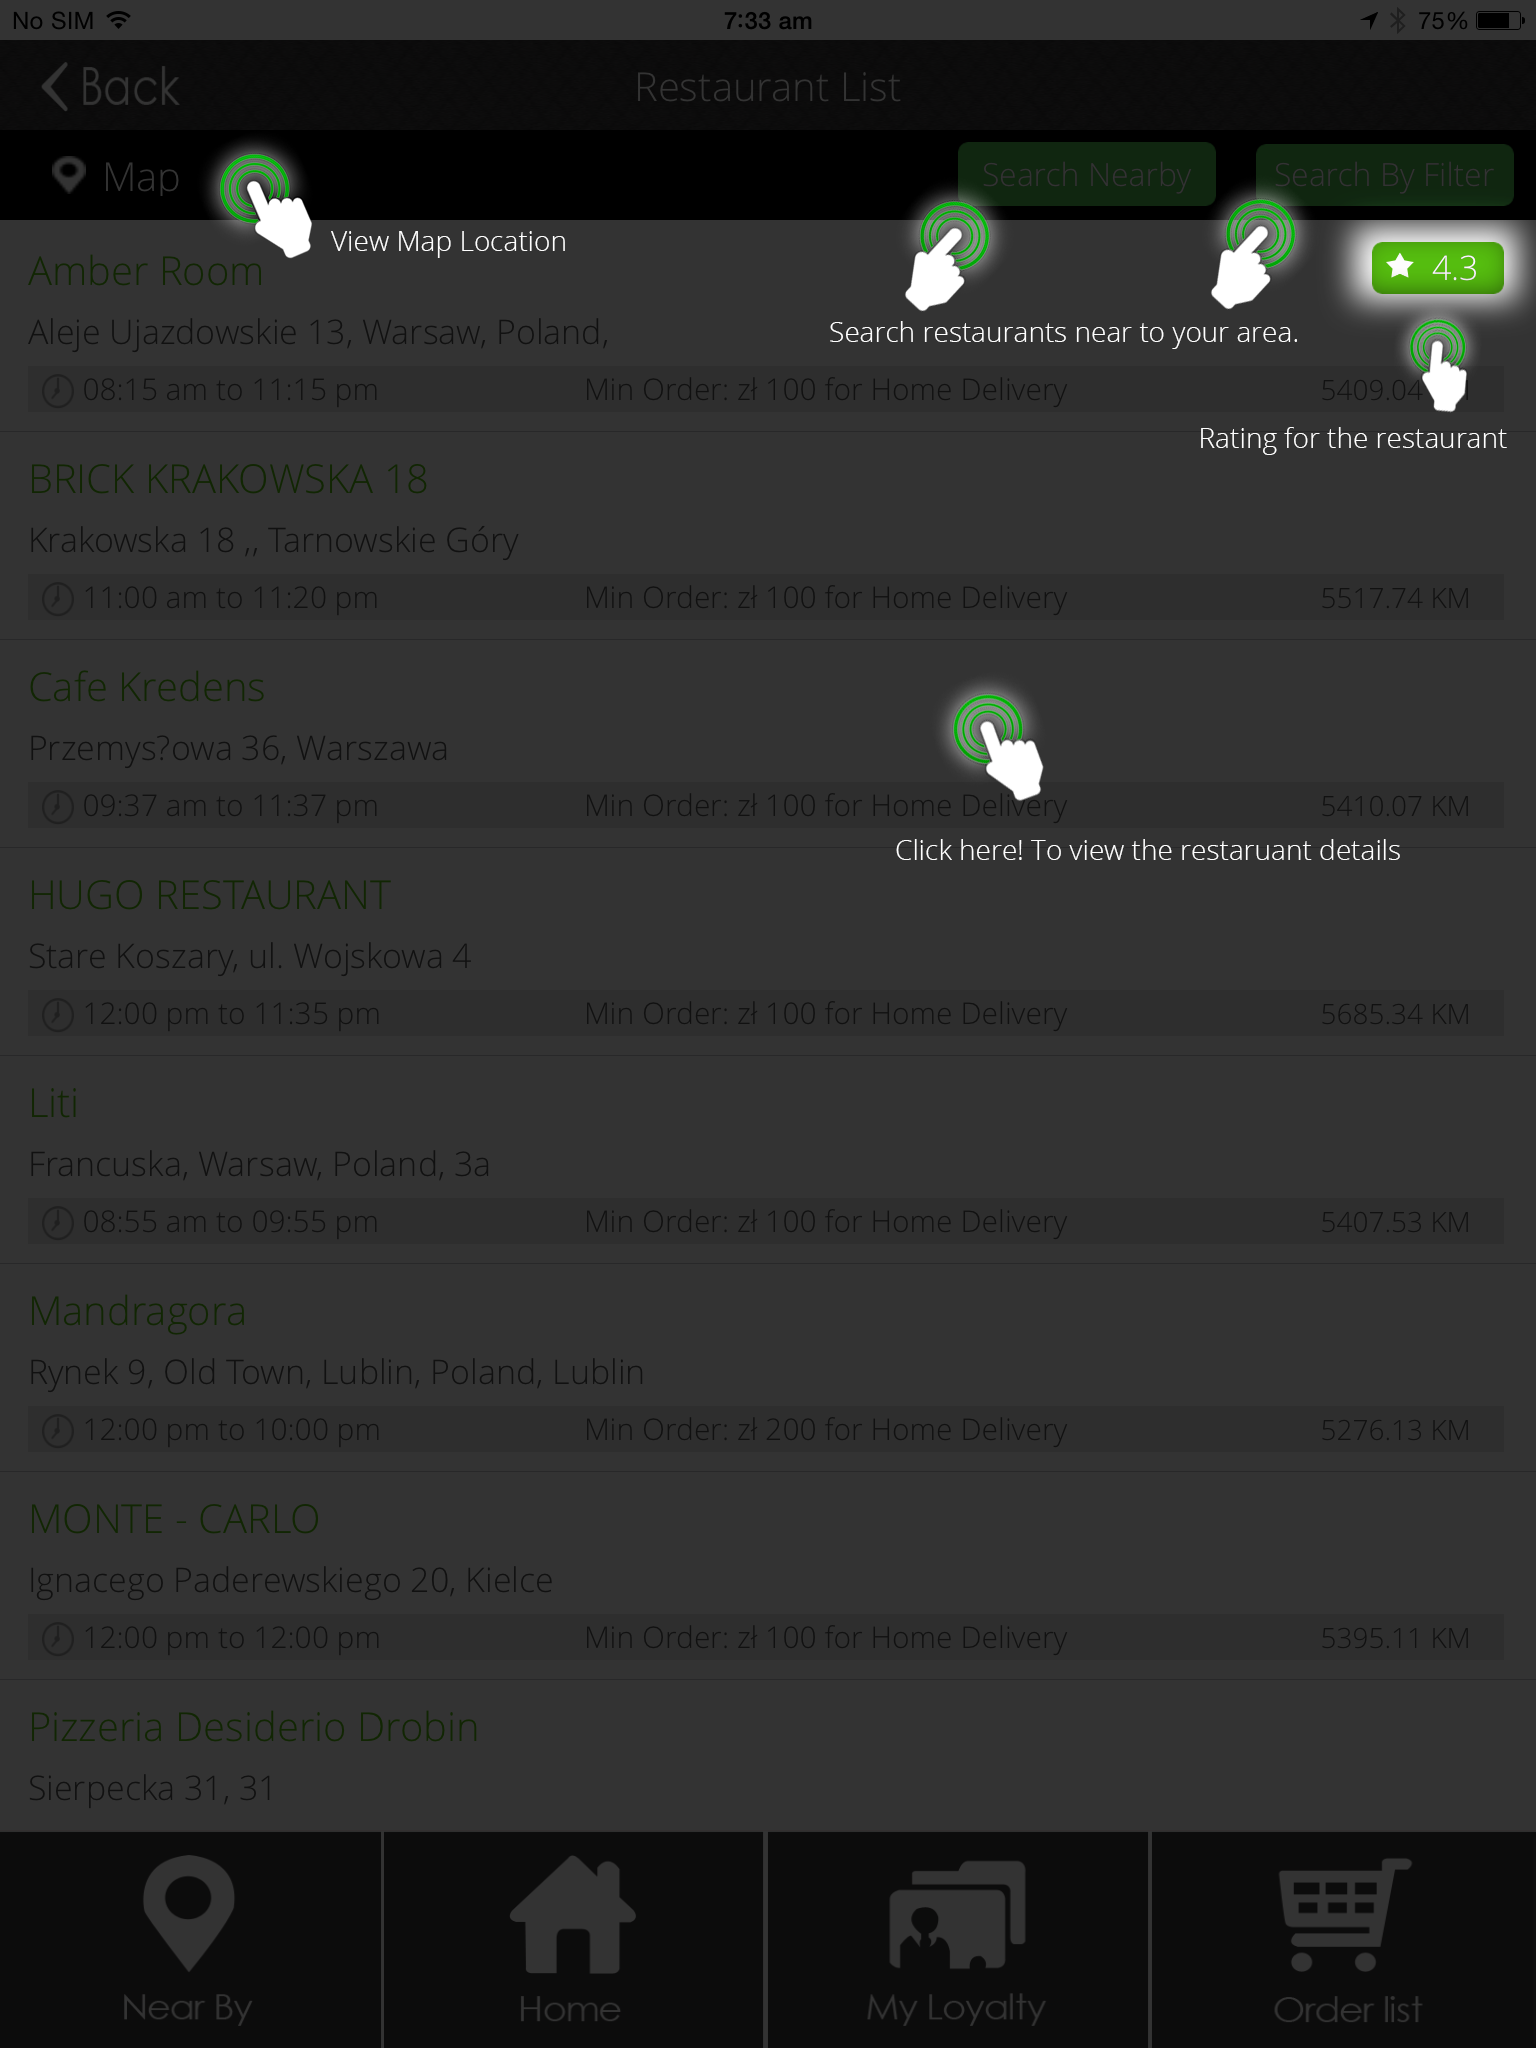 No SIM 7:33 am 75%
Back Restaurant List
Map Search Nearby Search By Filter
View Map Location
Amber Room 4.3
Aleje Ujazdowskie 13, Warsaw, Poland,
Search restaurants near to your area.
08:15 am to 11:15 pm Min Order: zł 100 for Home Delivery 5409.04
Rating for the restaurant
BRICK KRAKOWSKA 18
Krakowska 18 ,, Tarnowskie Góry
11:00 am to 11:20 pm Min Order: zł 100 for Home Delivery 5517.74 KM
Cafe Kredens
Przemys?owa 36, Warszawa
09:37 am to 11:37 pm Min Order: zł 100 for Home Delivery 5410.07 KM
Click here! To view the restaruant details
HUGO RESTAURANT
Stare Koszary, ul. Wojskowa 4
12:00 pm to 11:35 pm Min Order: zł 100 for Home Delivery 5685.34 KM
Liti
Francuska, Warsaw, Poland, 3a
08:55 am to 09:55 pm Min Order: zł 100 for Home Delivery 5407.53 KM
Mandragora
Rynek 9, Old Town, Lublin, Poland, Lublin
12:00 pm to 10:00 pm Min Order: zł 200 for Home Delivery 5276.13 KM
MONTE - CARLO
Ignacego Paderewskiego 20, Kielce
12:00 pm to 12:00 pm Min Order: zł 100 for Home Delivery 5395.11 KM
Pizzeria Desiderio Drobin
Sierpecka 31, 31
Near By Home My Loyalty Order list